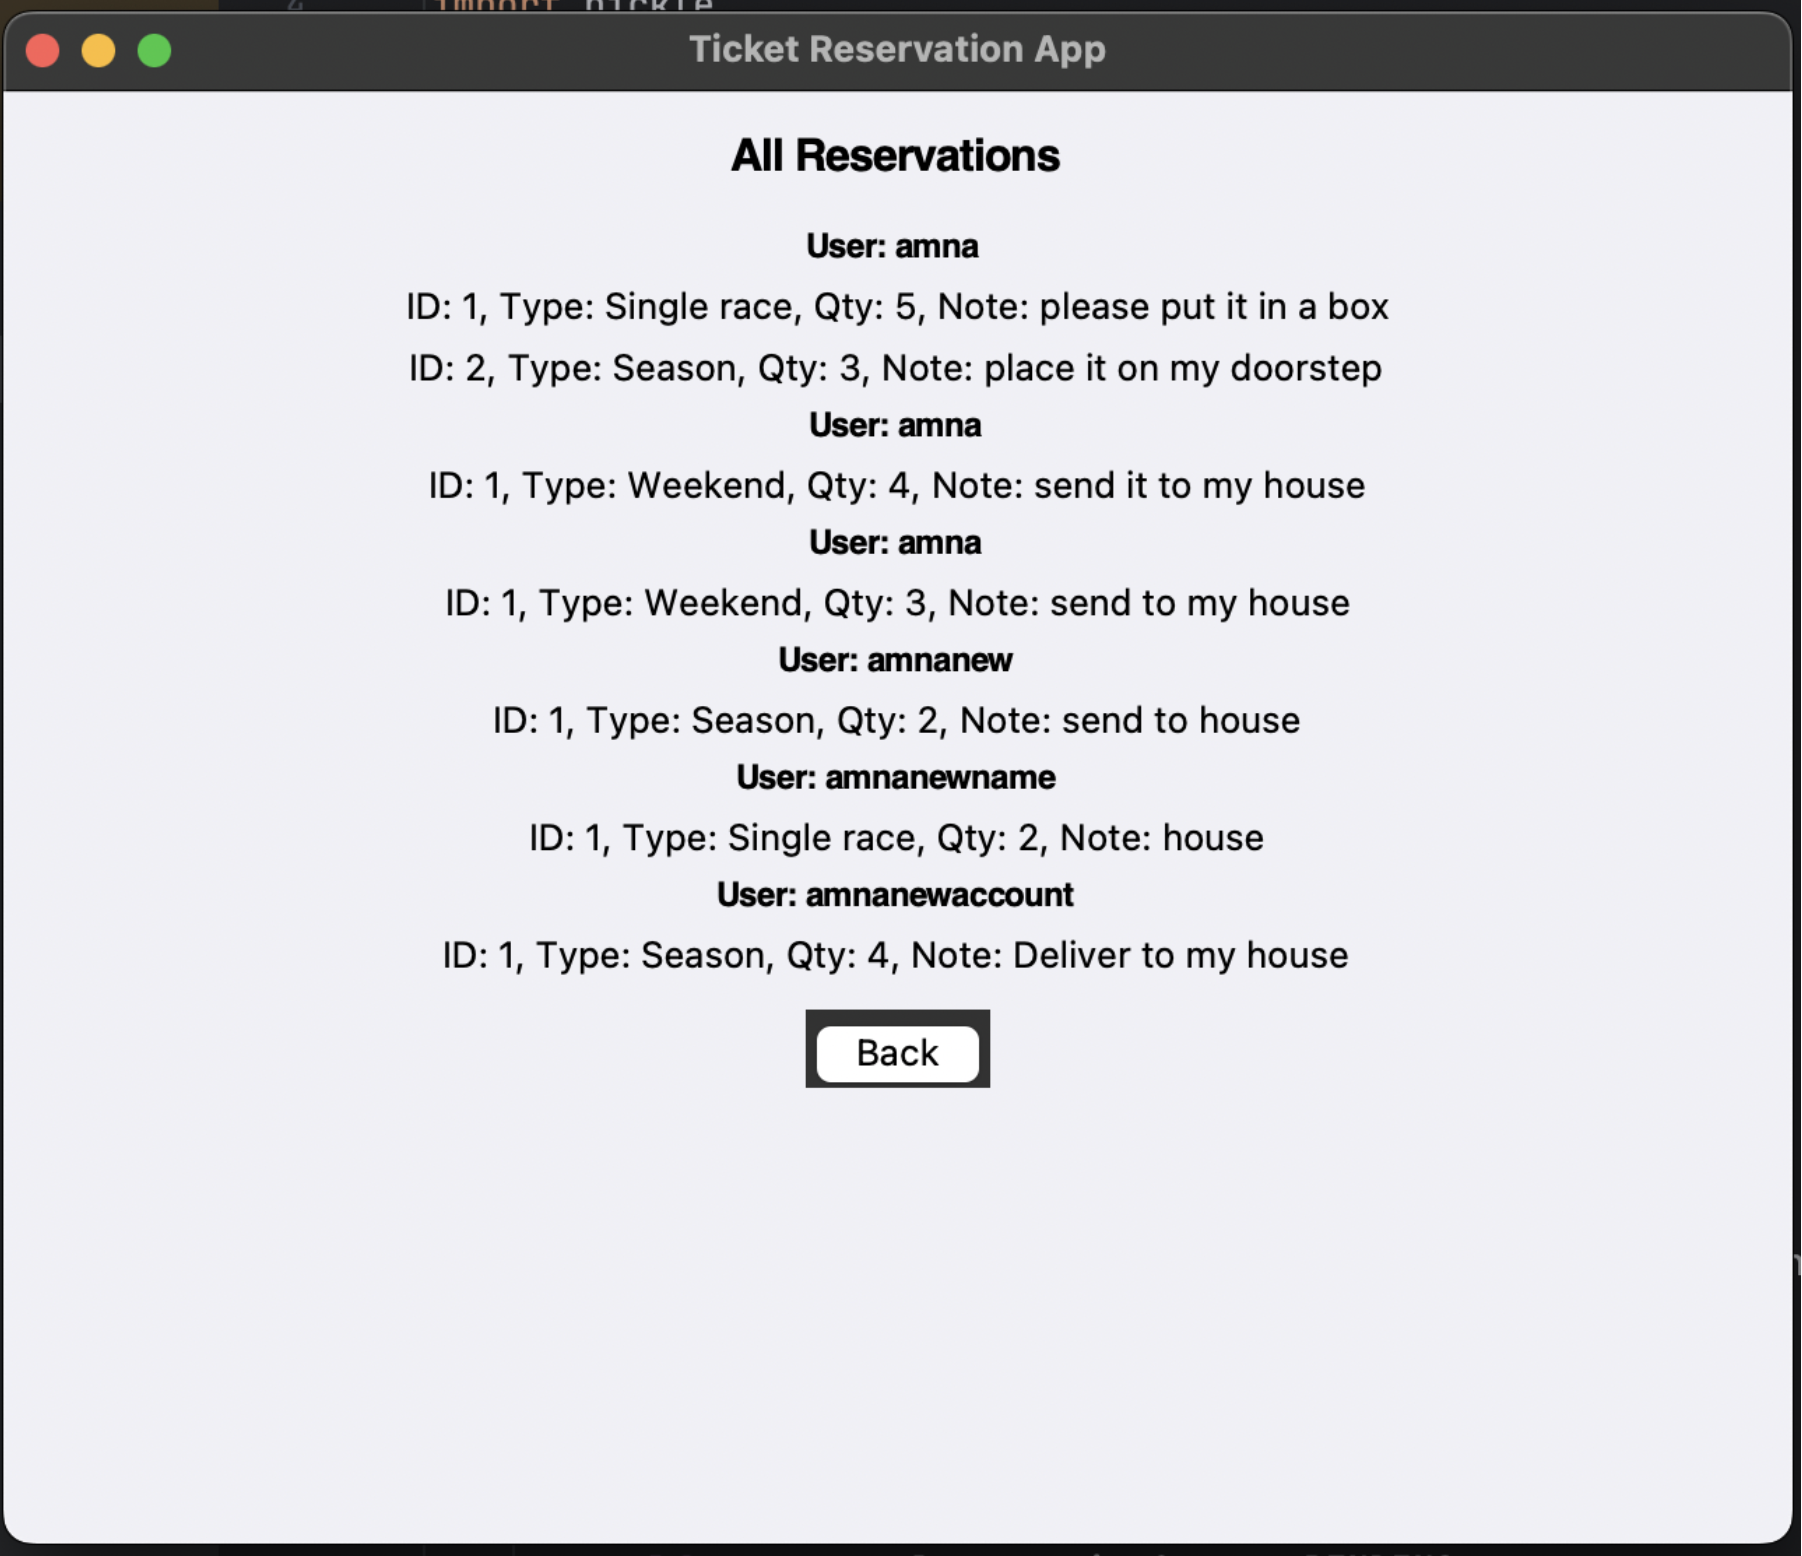 4 import pickle
Ticket Reservation App
All Reservations
User: amna
ID: 1, Type: Single race, Qty: 5, Note: please put it in a box
ID: 2, Type: Season, Qty: 3, Note: place it on my doorstep
User: amna
ID: 1, Type: Weekend, Qty: 4, Note: send it to my house
User: amna
ID: 1, Type: Weekend, Qty: 3, Note: send to my house
User: amnanew
ID: 1, Type: Season, Qty: 2, Note: send to house
User: amnanewname
ID: 1, Type: Single race, Qty: 2, Note: house
User: amnanewaccount
ID: 1, Type: Season, Qty: 4, Note: Deliver to my house
Back